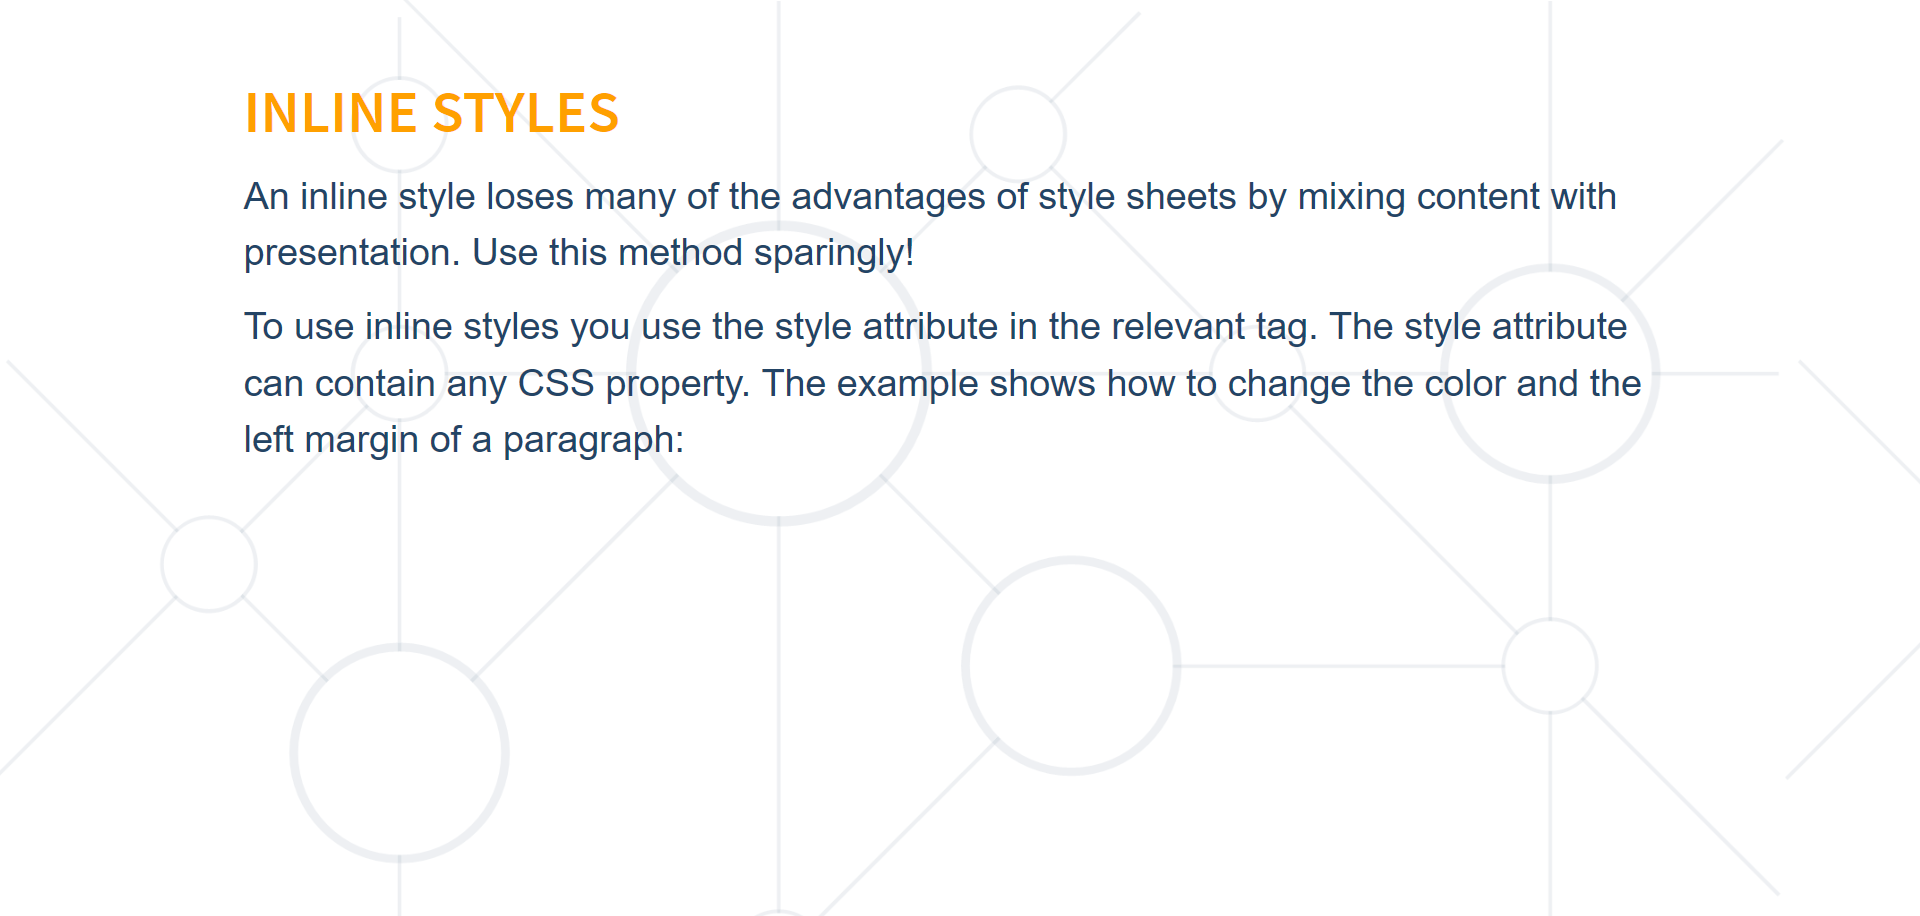 INLINE STYLES
An inline style loses many of the advantages of style sheets by mixing content with
presentation. Use this method sparingly!
To use inline styles you use the style attribute in the relevant tag. The style attribute
can contain any CSS property. The example shows how to change the color and the
left margin of a paragraph: